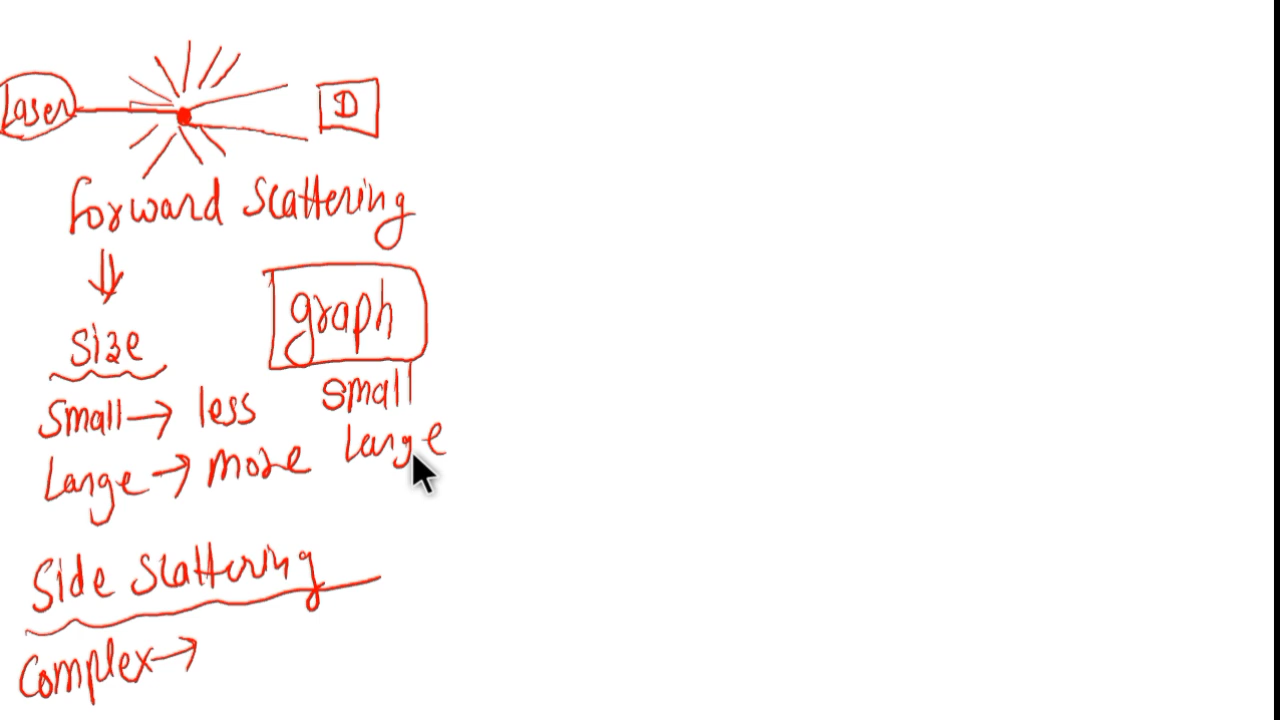 Laser D
forward scattering
size
small → less
Large → more
graph
small
Large
Side Scattering
Complex →